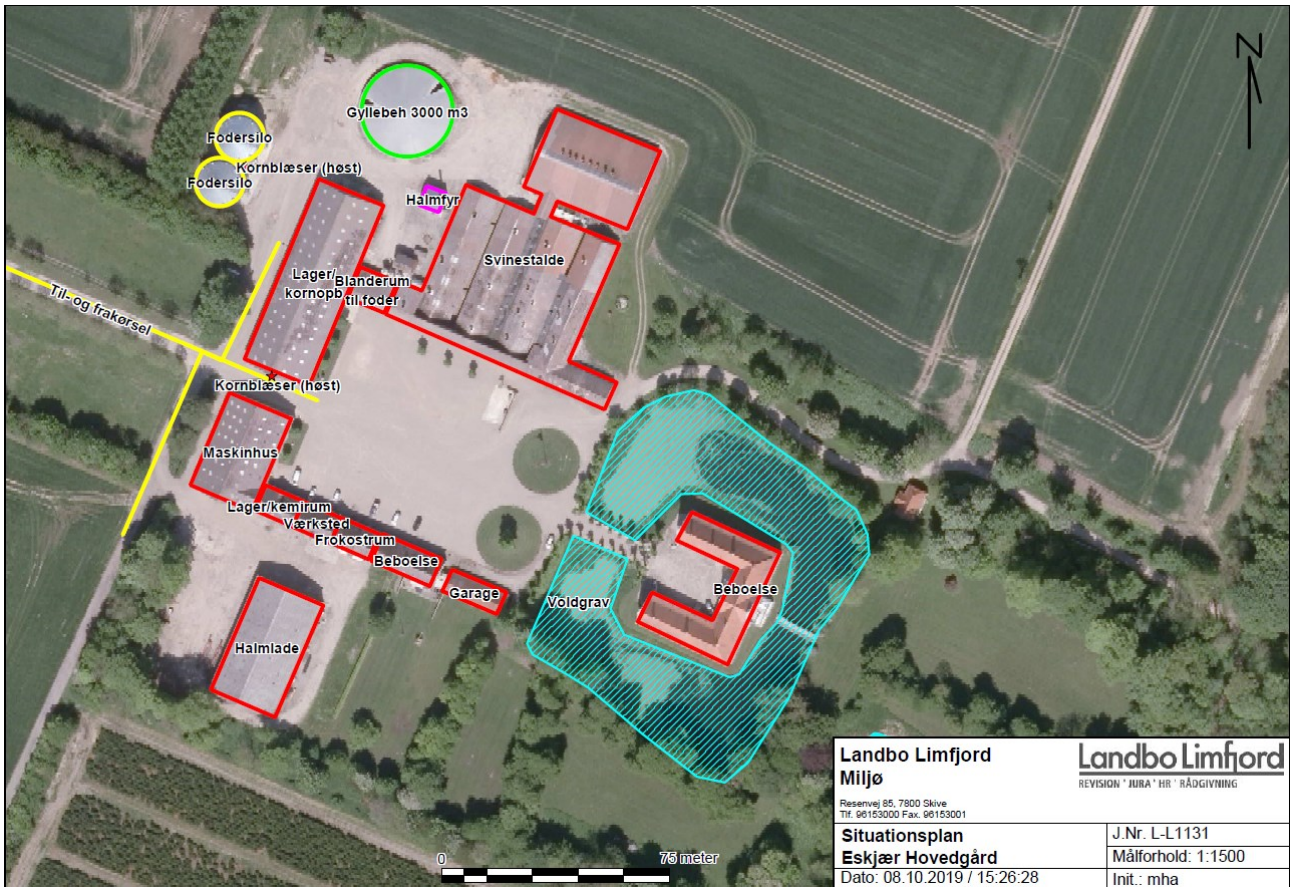 N
Gyllebeh 3000 m3
Fodersilo
Kornblæser (høst)
Fodersilo
Halmfyr
Svinestalde
Lager/
kornopb
Blanderum
til foder
Til- og frakørsel
Kornblæser (høst)
Maskinhus
Lager/kemirum
Værksted
Frokostrum
Beboelse
Garage
Voldgrav
Beboelse
Halmlade
0 75 meter
Landbo Limfjord
Miljø
Resenvej 85, 7800 Skive
Tlf. 96153000 Fax. 96153001
Landbo Limfjord
REVISION * JURA * HR * RÅDGIVNING
Situationsplan
Eskjær Hovedgård
Dato: 08.10.2019 / 15:26:28
J.Nr. L-L1131
Målforhold: 1:1500
Init.: mha